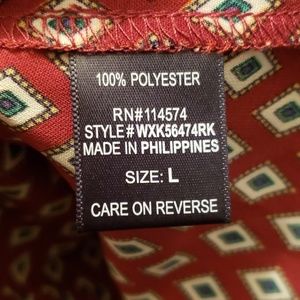 100% POLYESTER
RN#114574
STYLE#WXK56474RK
MADE IN PHILIPPINES
SIZE: L
CARE ON REVERSE